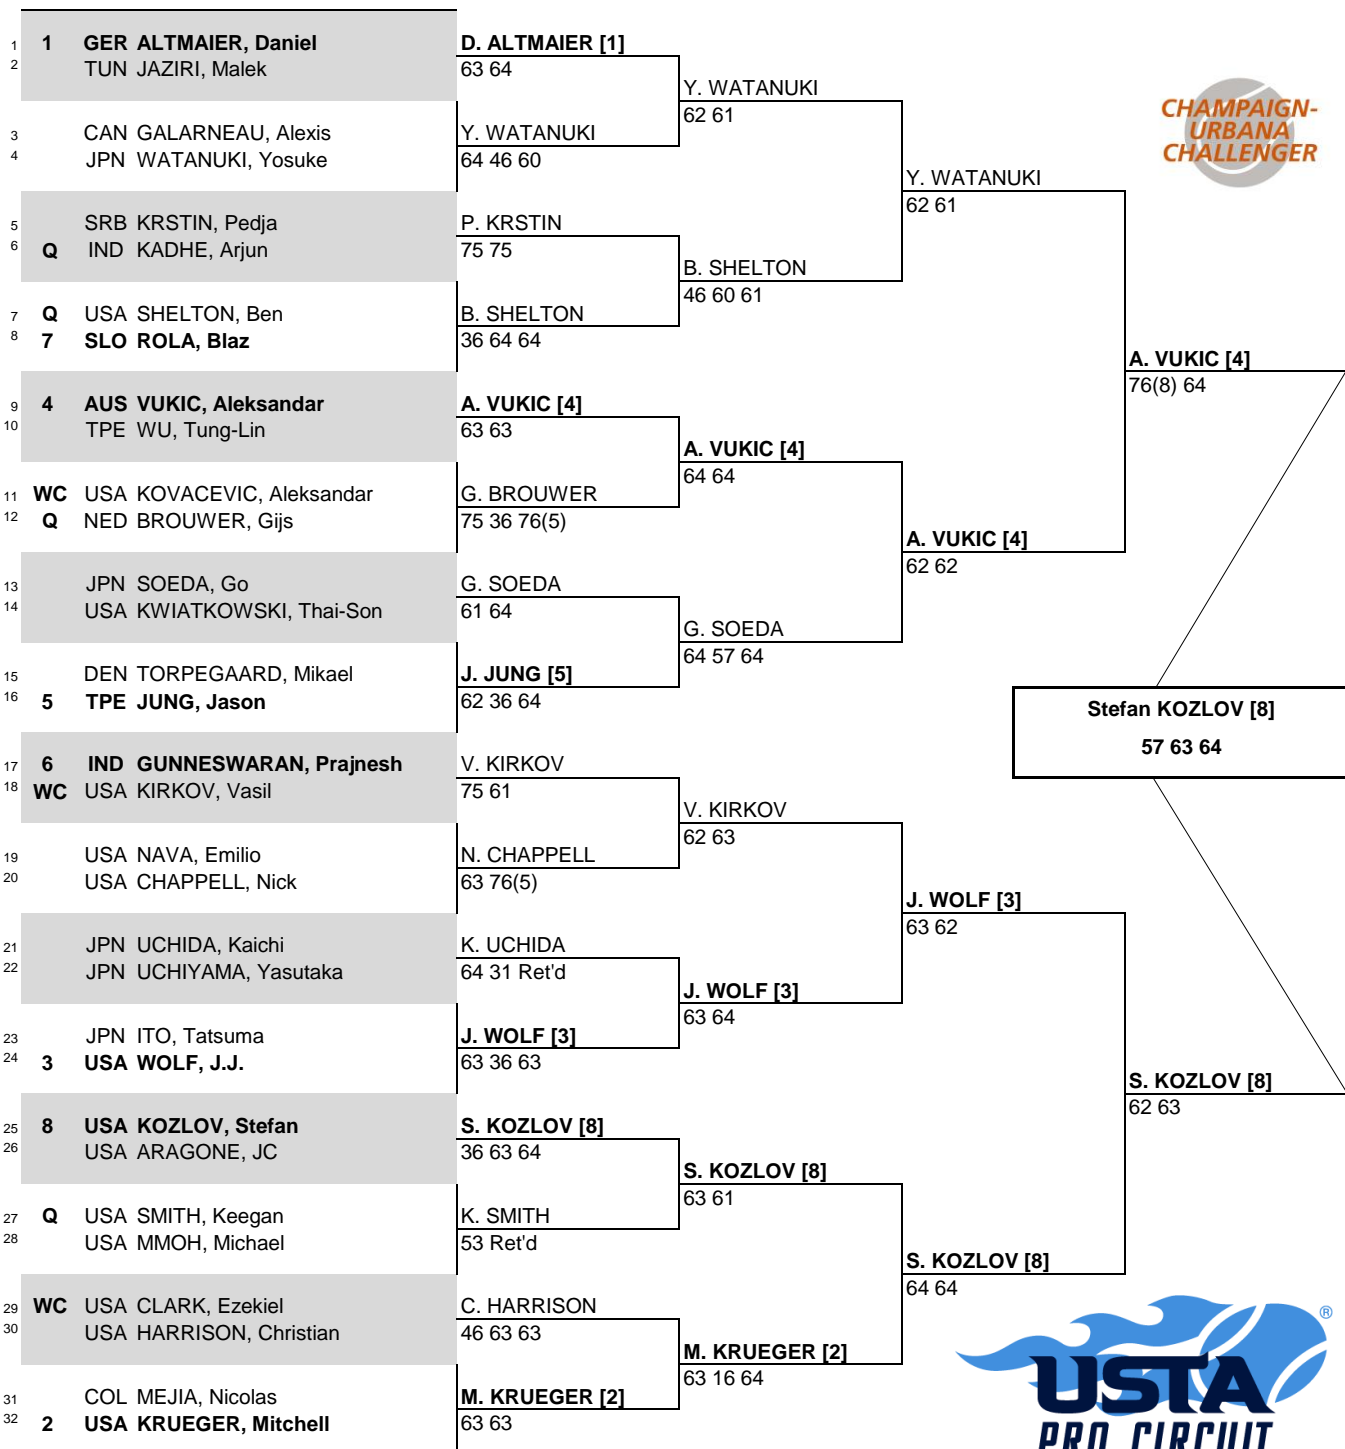 1 1 GER ALTMAIER, Daniel
2 TUN JAZIRI, Malek
3 CAN GALARNEAU, Alexis
4 JPN WATANUKI, Yosuke
5 SRB KRSTIN, Pedja
6 Q IND KADHE, Arjun
7 Q USA SHELTON, Ben
8 7 SLO ROLA, Blaz
9 4 AUS VUKIC, Aleksandar
10 TPE WU, Tung-Lin
11 WC USA KOVACEVIC, Aleksandar
12 Q NED BROUWER, Gijs
13 JPN SOEDA, Go
14 USA KWIATKOWSKI, Thai-Son
15 DEN TORPEGAARD, Mikael
16 5 TPE JUNG, Jason
17 6 IND GUNNESWARAN, Prajnesh
18 WC USA KIRKOV, Vasil
19 USA NAVA, Emilio
20 USA CHAPPELL, Nick
21 JPN UCHIDA, Kaichi
22 JPN UCHIYAMA, Yasutaka
23 JPN ITO, Tatsuma
24 3 USA WOLF, J.J.
25 8 USA KOZLOV, Stefan
26 USA ARAGONE, JC
27 Q USA SMITH, Keegan
28 USA MMOH, Michael
29 WC USA CLARK, Ezekiel
30 USA HARRISON, Christian
31 COL MEJIA, Nicolas
32 2 USA KRUEGER, Mitchell
D. ALTMAIER [1]
63 64
Y. WATANUKI
64 46 60
P. KRSTIN
75 75
B. SHELTON
36 64 64
A. VUKIC [4]
63 63
G. BROUWER
75 36 76(5)
G. SOEDA
61 64
J. JUNG [5]
62 36 64
V. KIRKOV
75 61
N. CHAPPELL
63 76(5)
K. UCHIDA
64 31 Ret'd
J. WOLF [3]
63 36 63
S. KOZLOV [8]
36 63 64
K. SMITH
53 Ret'd
C. HARRISON
46 63 63
M. KRUEGER [2]
63 63
Y. WATANUKI
62 61
B. SHELTON
46 60 61
A. VUKIC [4]
64 64
G. SOEDA
64 57 64
V. KIRKOV
62 63
J. WOLF [3]
63 64
S. KOZLOV [8]
63 61
M. KRUEGER [2]
63 16 64
Y. WATANUKI
62 61
A. VUKIC [4]
62 62
J. WOLF [3]
63 62
S. KOZLOV [8]
64 64
A. VUKIC [4]
76(8) 64
S. KOZLOV [8]
62 63
Stefan KOZLOV [8]
57 63 64
CHAMPAIGN-
URBANA
CHALLENGER
USTA ®
PRO CIRCUIT